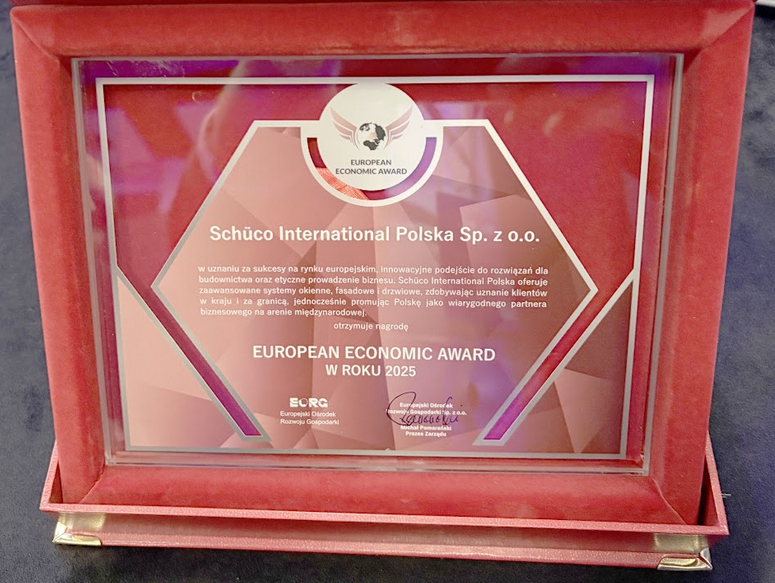 EUROPEAN
ECONOMIC AWARD
Schüco International Polska Sp. z o.o.
w uznaniu za sukcesy na rynku europejskim, innowacyjne podejście do rozwiązań dla
budownictwa oraz etyczne prowadzenie biznesu. Schüco International Polska oferuje
zaawansowane systemy okienne, fasadowe i drzwiowe, zdobywając uznanie klientów
w kraju i za granicą, jednocześnie promując Polskę jako wiarygodnego partnera
biznesowego na arenie międzynarodowej.
otrzymuje nagrodę
EUROPEAN ECONOMIC AWARD
W ROKU 2025
EORG
Europejski Ośrodek
Rozwoju Gospodarki
Europejski Ośrodek
Rozwoju Gospodarki Sp. z o.o.
Michał Pomarański
Prezes Zarządu